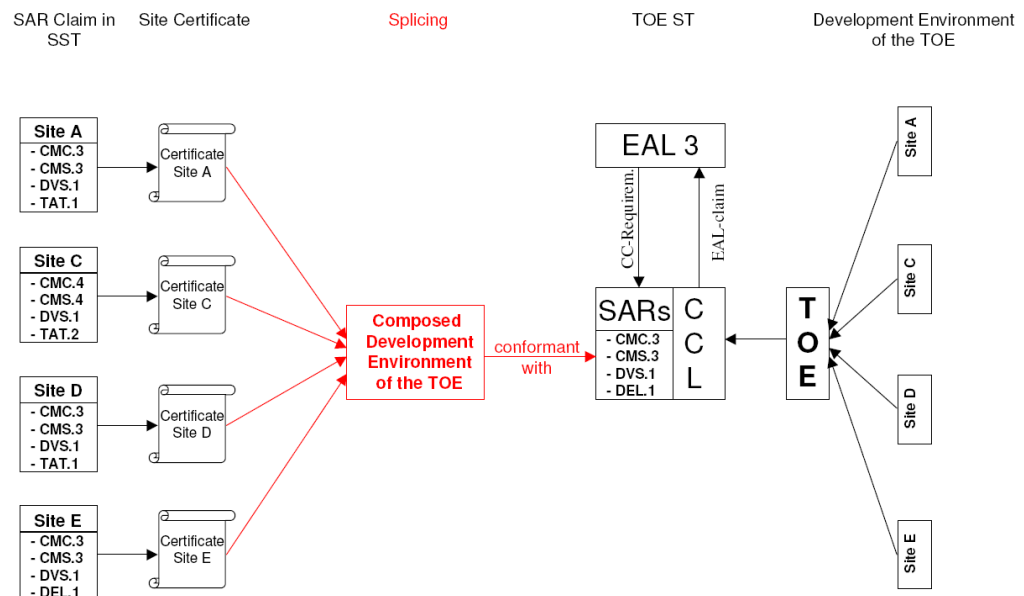 SAR Claim in
SST
Site Certificate
Splicing
TOE ST
Development Environment
of the TOE
Site A
- CMC.3
- CMS.3
- DVS.1
- TAT.1
Certificate
Site A
Site C
- CMC.4
- CMS.4
- DVS.1
- TAT.2
Certificate
Site C
Site D
- CMC.3
- CMS.3
- DVS.1
- TAT.1
Certificate
Site D
Site E
- CMC.3
- CMS.3
- DVS.1
- DEL.1
Certificate
Site E
Composed
Development
Environment
of the TOE
conformant
with
EAL 3
CC-Requirem.
EAL-claim
SARs
- CMC.3
- CMS.3
- DVS.1
- DEL.1
C
C
L
T
O
E
Site A
Site C
Site D
Site E